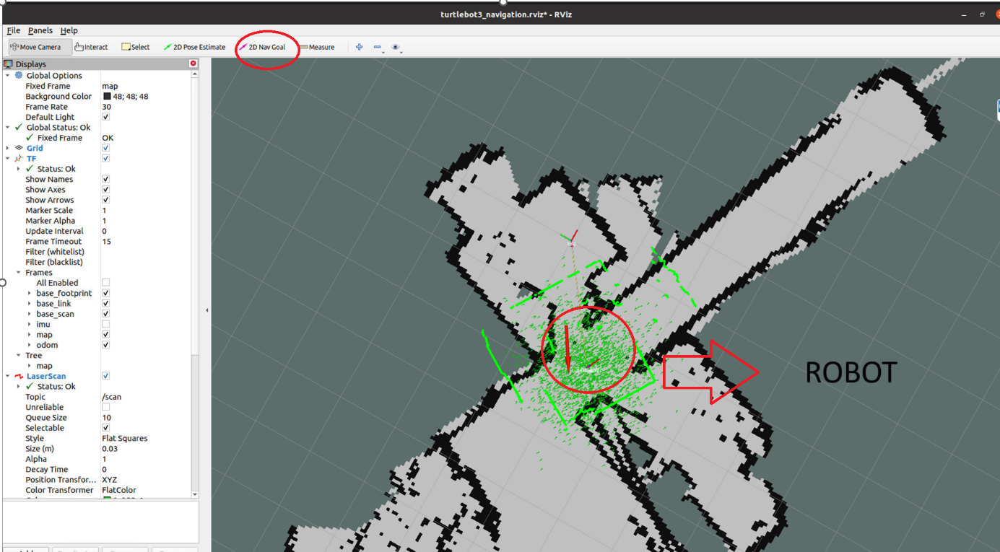 turtlebot3_navigation.rviz* - RViz
File Panels Help
Move Camera Interact Select 2D Pose Estimate 2D Nav Goal Measure
Displays
Global Options
Fixed Frame map
Background Color 48; 48; 48
Frame Rate 30
Default Light
Global Status: Ok
Fixed Frame OK
Grid
TF
Status: Ok
Show Names
Show Axes
Show Arrows
Marker Scale 1
Marker Alpha 1
Update Interval 0
Frame Timeout 15
Filter (whitelist)
Filter (blacklist)
Frames
All Enabled
base_footprint
base_link
base_scan
imu
map
odom
Tree
map
LaserScan
Status: Ok
Topic /scan
Unreliable
Queue Size 10
Selectable
Style Flat Squares
Size (m) 0.03
Alpha 1
Decay Time 0
Position Transfor... XYZ
Color Transformer FlatColor
ROBOT